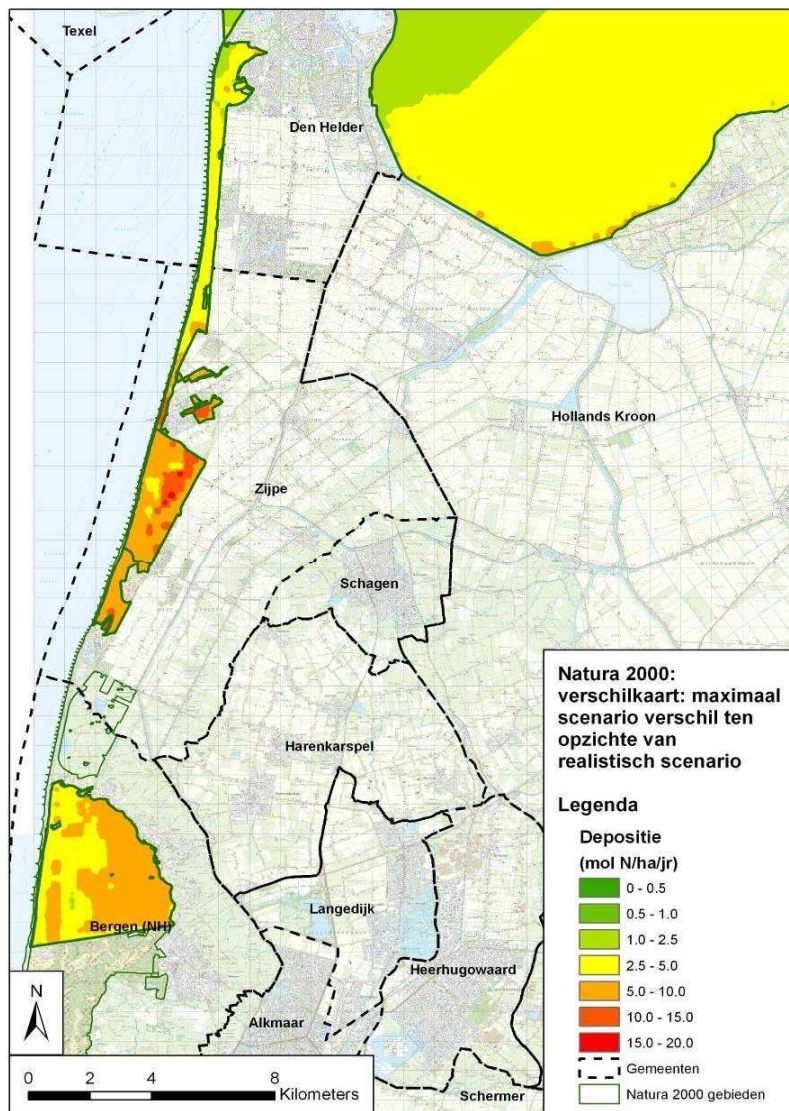 Texel
Den Helder
Hollands Kroon
Zijpe
Schagen
Harenkarspel
Langedijk
Bergen (NH)
Heerhugowaard
Alkmaar
Schermer
Natura 2000:
verschilkaart: maximaal
scenario verschil ten
opzichte van
realistisch scenario
Legenda
Depositie
(mol N/ha/jr)
0 - 0.5
0.5 - 1.0
1.0 - 2.5
2.5 - 5.0
5.0 - 10.0
10.0 - 15.0
15.0 - 20.0
Gemeenten
Natura 2000 gebieden
N
0 2 4 8
Kilometers